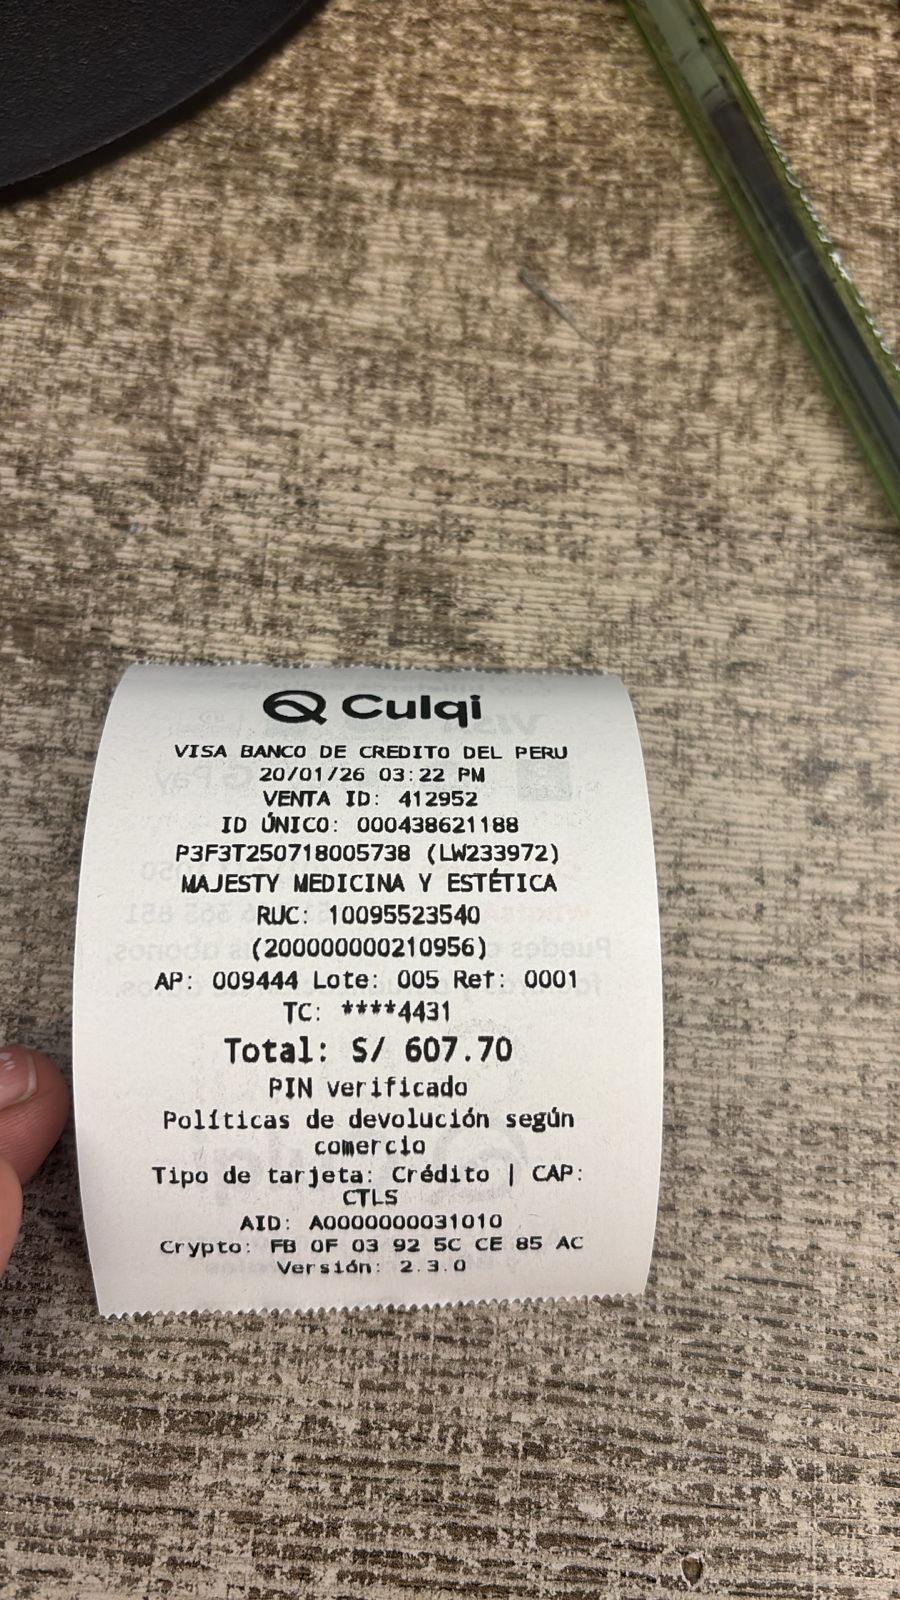 Culqi
VISA BANCO DE CREDITO DEL PERU
20/01/26 03:22 PM
VENTA ID: 412952
ID ÚNICO: 000438621188
P3F3T250718005738 (LW233972)
MAJESTY MEDICINA Y ESTÉTICA
RUC: 10095523540
(200000000210956)
AP: 009444 Lote: 005 Ref: 0001
TC: ****4431
Total: S/ 607.70
PIN verificado
Políticas de devolución según
comercio
Tipo de tarjeta: Crédito | CAP:
CTLS
AID: A0000000031010
Crypto: FB 0F 03 92 5C CE 85 AC
Versión: 2.3.0